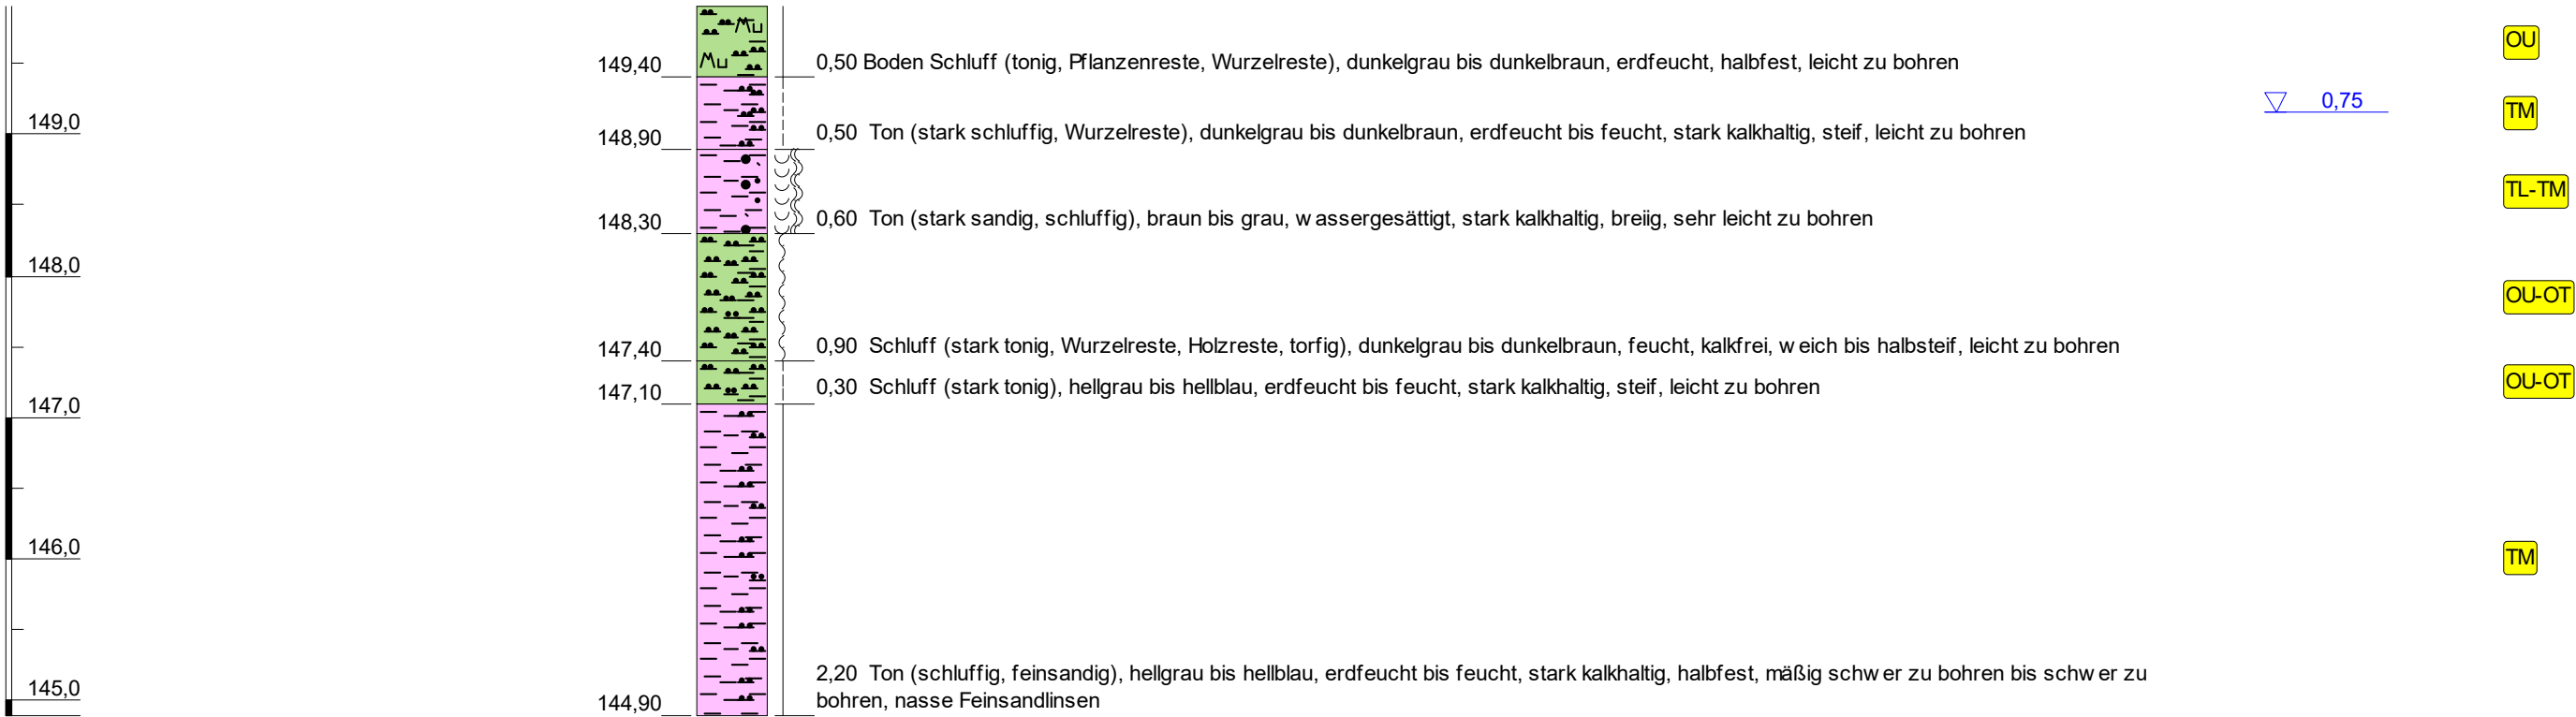 OU
149,40
0,50 Boden Schluff (tonig, Pflanzenreste, Wurzelreste), dunkelgrau bis dunkelbraun, erdfeucht, halbfest, leicht zu bohren
Mu
Mu
0,75
TM
149,0
148,90
0,50 Ton (stark schluffig, Wurzelreste), dunkelgrau bis dunkelbraun, erdfeucht bis feucht, stark kalkhaltig, steif, leicht zu bohren
TL-TM
148,30
0,60 Ton (stark sandig, schluffig), braun bis grau, wassergesättigt, stark kalkhaltig, breiig, sehr leicht zu bohren
148,0
OU-OT
147,40
0,90 Schluff (stark tonig, Wurzelreste, Holzreste, torfig), dunkelgrau bis dunkelbraun, feucht, kalkfrei, weich bis halbsteif, leicht zu bohren
147,10
0,30 Schluff (stark tonig), hellgrau bis hellblau, erdfeucht bis feucht, stark kalkhaltig, steif, leicht zu bohren
OU-OT
147,0
146,0
TM
145,0
144,90
2,20 Ton (schluffig, feinsandig), hellgrau bis hellblau, erdfeucht bis feucht, stark kalkhaltig, halbfest, mäßig schwer zu bohren bis schwer zu
bohren, nasse Feinsandlinsen